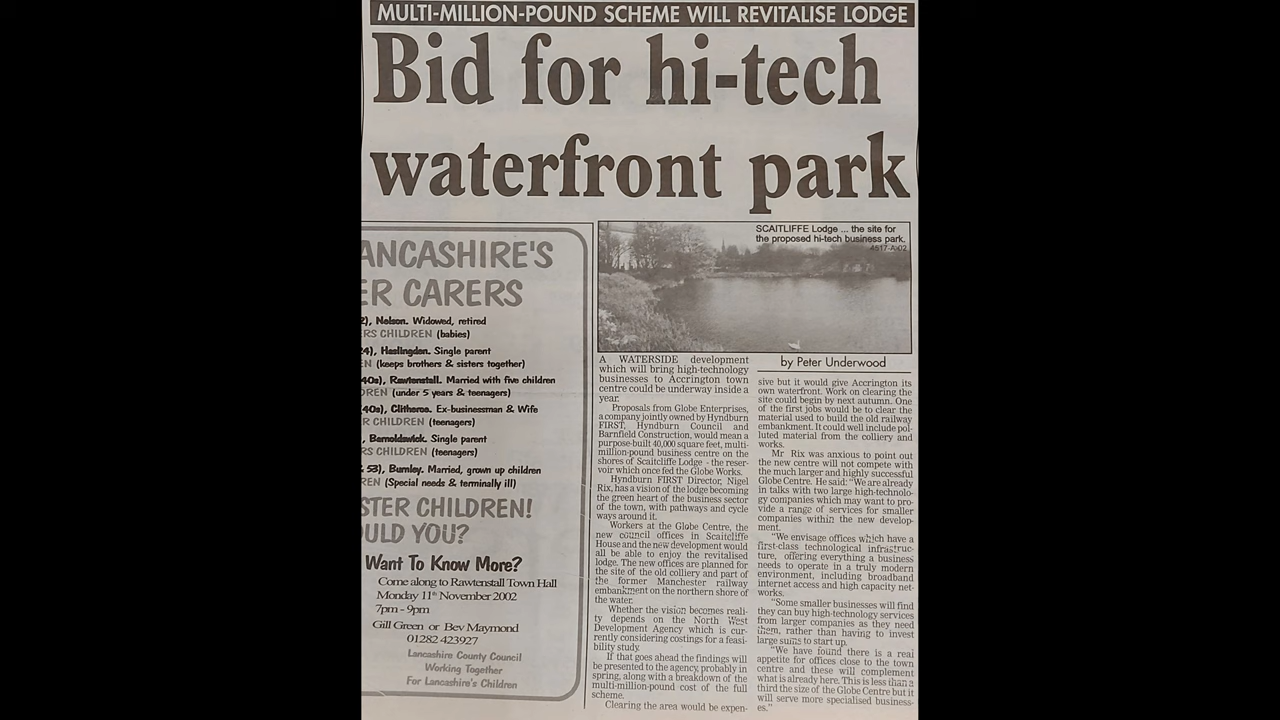 MULTI-MILLION-POUND SCHEME WILL REVITALISE LODGE
Bid for hi-tech
waterfront park
ANCASHIRE'S
ER CARERS
2), Nelson. Widowed, retired
RS CHILDREN (babies)
24), Haslingden. Single parent
EN (keeps brothers & sisters together)
40s), Rawtenstall. Married with five children
DREN (under 5 years & teenagers)
40s), Clitheroe. Ex-businessman & Wife
R CHILDREN (teenagers)
, Barnoldswick. Single parent
RS CHILDREN (teenagers)
& 53), Burnley. Married, grown up children
REN (Special needs & terminally ill)
STER CHILDREN!
OULD YOU?
Want To Know More?
Come along to Rawtenstall Town Hall
Monday 11th November 2002
7pm - 9pm
Gill Green or Bev Maymond
01282 423927
Lancashire County Council
Working Together
For Lancashire's Children
SCAITLIFFE Lodge ... the site for
the proposed hi-tech business park.
4517-A-02
A WATERSIDE development
which will bring high-technology
businesses to Accrington town
centre could be underway inside a
year.
Proposals from Globe Enterprises,
a company jointly owned by Hyndburn
FIRST, Hyndburn Council and
Barnfield Construction, would mean a
purpose-built 40,000 square feet, multi-
million-pound business centre on the
shores of Scaitcliffe Lodge - the reser-
voir which once fed the Globe Works.
Hyndburn FIRST Director, Nigel
Rix, has a vision of the lodge becoming
the green heart of the business sector
of the town, with pathways and cycle
ways around it.
Workers at the Globe Centre, the
new council offices in Scaitcliffe
House and the new development would
all be able to enjoy the revitalised
lodge. The new offices are planned for
the site of the old colliery and part of
the former Manchester railway
embankment on the northern shore of
the water.
Whether the vision becomes reali-
ty depends on the North West
Development Agency which is cur-
rently considering costings for a feasi-
bility study.
If that goes ahead the findings will
be presented to the agency, probably in
spring, along with a breakdown of the
multi-million-pound cost of the full
scheme.
Clearing the area would be expen-
by Peter Underwood
sive but it would give Accrington its
own waterfront. Work on clearing the
site could begin by next autumn. One
of the first jobs would be to clear the
material used to build the old railway
embankment. It could well include pol-
luted material from the colliery and
works.
Mr Rix was anxious to point out
the new centre will not compete with
the much larger and highly successful
Globe Centre. He said: "We are already
in talks with two large high-technolo-
gy companies which may want to pro-
vide a range of services for smaller
companies within the new develop-
ment.
"We envisage offices which have a
first-class technological infrastruc-
ture, offering everything a business
needs to operate in a truly modern
environment, including broadband
internet access and high capacity net-
works.
"Some smaller businesses will find
they can buy high-technology services
from larger companies as they need
them, rather than having to invest
large sums to start up.
"We have found there is a real
appetite for offices close to the town
centre and these will complement
what is already here. This is less than a
third the size of the Globe Centre but it
will serve more specialised business-
es."